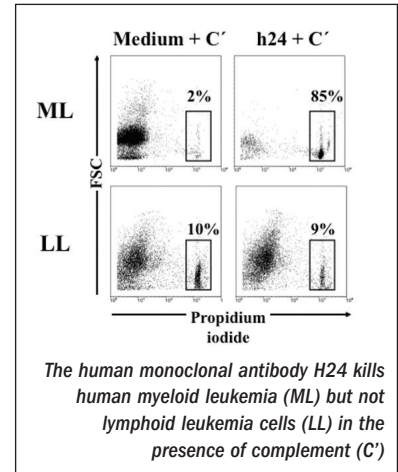 Medium + C´ h24 + C´
ML
2%
85%
FSC
LL
10%
9%
Propidium
iodide
The human monoclonal antibody H24 kills
human myeloid leukemia (ML) but not
lymphoid leukemia cells (LL) in the
presence of complement (C’)